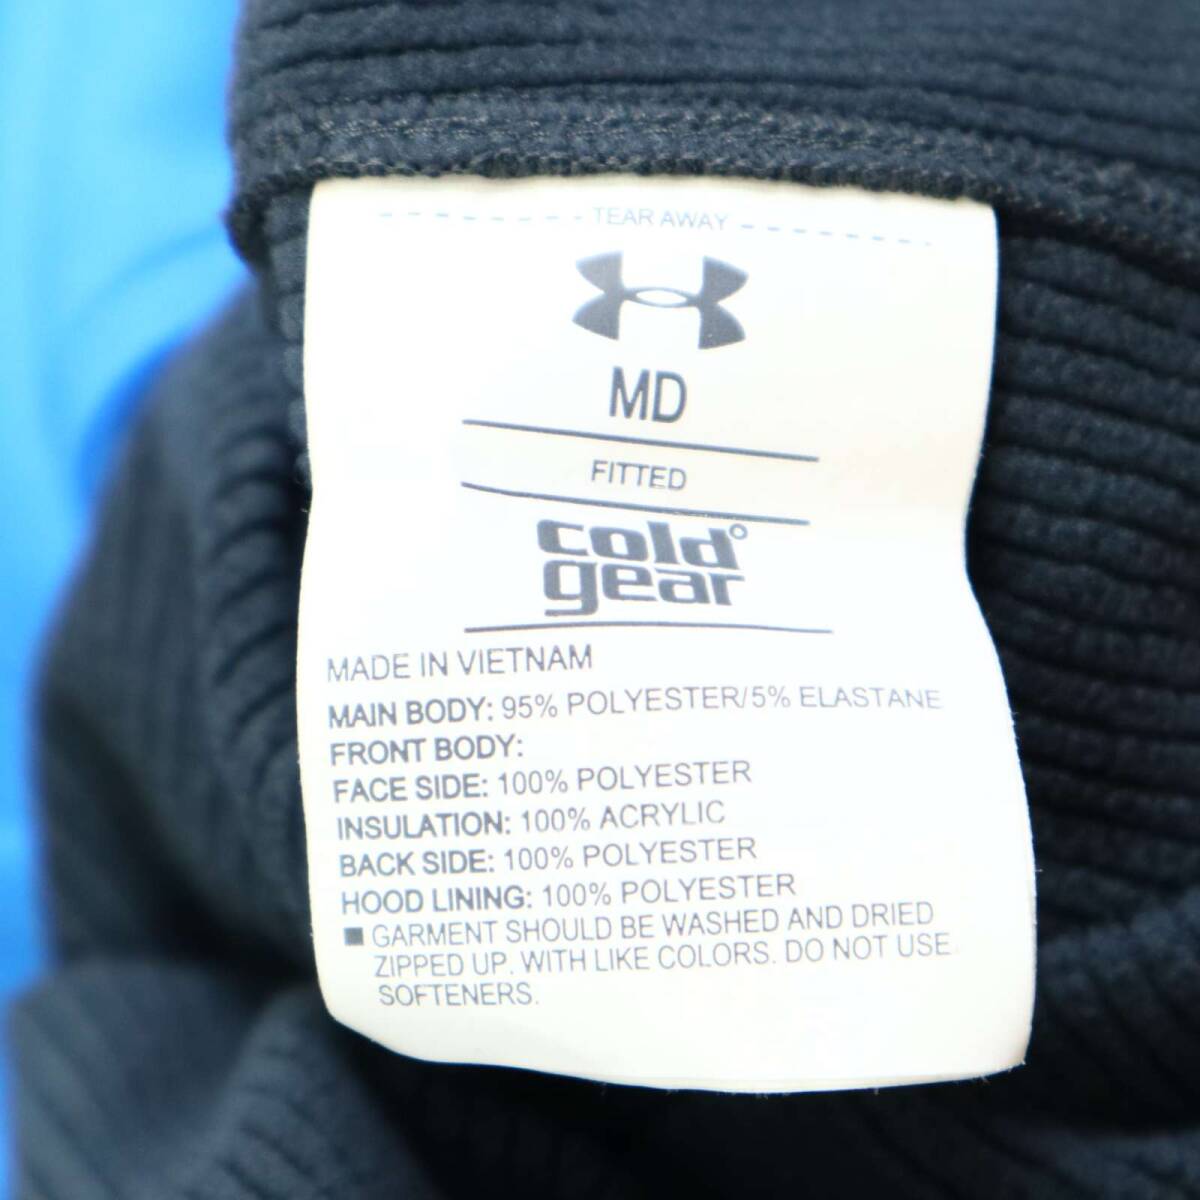 TEAR AWAY
MD
FITTED
cold
gear
MADE IN VIETNAM
MAIN BODY: 95% POLYESTER/5% ELASTANE
FRONT BODY:
FACE SIDE: 100% POLYESTER
INSULATION: 100% ACRYLIC
BACK SIDE: 100% POLYESTER
HOOD LINING: 100% POLYESTER
■ GARMENT SHOULD BE WASHED AND DRIED
ZIPPED UP. WITH LIKE COLORS. DO NOT USE
SOFTENERS.